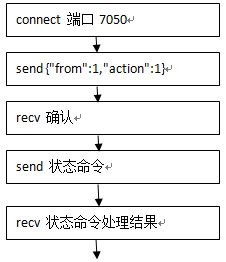 connect 端口 7050
send{"from":1,"action":1}
recv 确认
send 状态命令
recv 状态命令处理结果